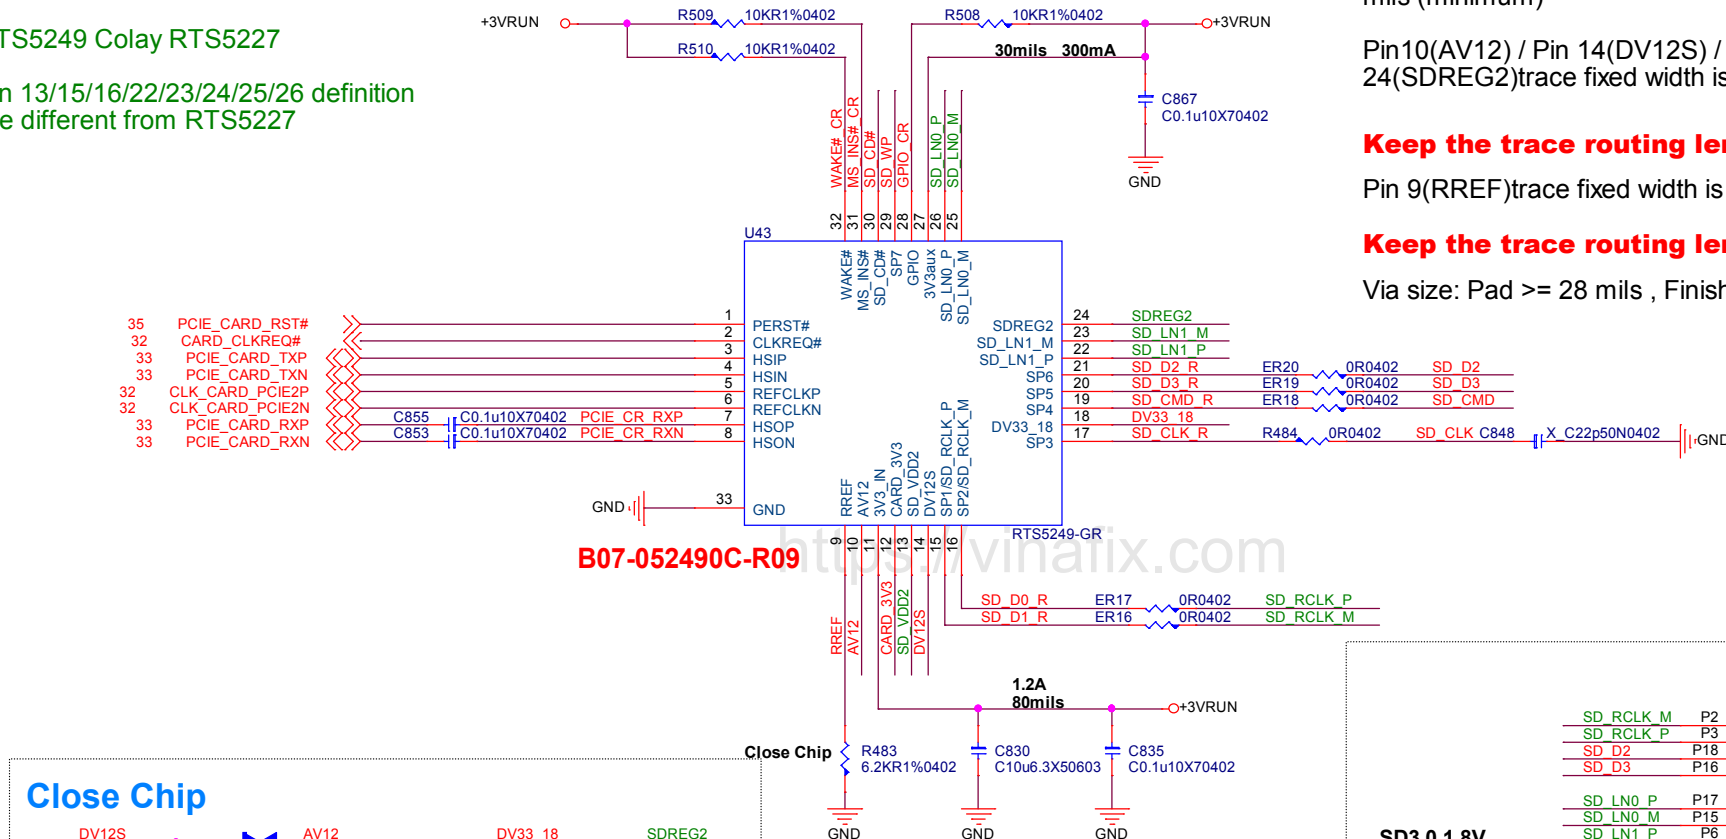 TS5249 Colay RTS5227
n 13/15/16/22/23/24/25/26 definition
e different from RTS5227
+3VRUN
R509 10KR1%0402
R510 10KR1%0402
R508 10KR1%0402
+3VRUN
30mils 300mA
C867
C0.1u10X70402
GND
mils (minimum)
Pin10(AV12) / Pin 14(DV12S) /
24(SDREG2)trace fixed width is
Keep the trace routing le
Pin 9(RREF)trace fixed width is
Keep the trace routing le
Via size: Pad >= 28 mils , Finish
WAKE#_CR
MS_INS#_CR
SD_CD#
SD_WP
GPIO_CR
SD_LN0_P
SD_LN0_M
32 31 30 29 28 27 26 25
U43
WAKE#
MS_INS#
SD_CD#
SP7
GPIO
3V3aux
SD_LN0_P
SD_LN0_M
35 PCIE_CARD_RST# 1 PERST#
32 CARD_CLKREQ# 2 CLKREQ#
33 PCIE_CARD_TXP 3 HSIP
33 PCIE_CARD_TXN 4 HSIN
32 CLK_CARD_PCIE2P 5 REFCLKP
32 CLK_CARD_PCIE2N 6 REFCLKN
33 PCIE_CARD_RXP C855 C0.1u10X70402 PCIE_CR_RXP 7 HSOP
33 PCIE_CARD_RXN C853 C0.1u10X70402 PCIE_CR_RXN 8 HSON
GND 33 GND
SDREG2 24 SDREG2
SD_LN1_M 23 SD_LN1_M
SD_LN1_P 22 SD_LN1_P
SP6 21 SD_D2_R ER20 0R0402 SD_D2
SP5 20 SD_D3_R ER19 0R0402 SD_D3
SP4 19 SD_CMD_R ER18 0R0402 SD_CMD
DV33_18 18 DV33_18
SP3 17 SD_CLK_R R484 0R0402 SD_CLK C848 X_C22p50N0402 GND
RREF
AV12
3V3_IN
CARD_3V3
SD_VDD2
DV12S
SP1/SD_RCLK_P
SP2/SD_RCLK_M
RTS5249-GR
9 10 11 12 13 14 15 16
B07-052490C-R09
https://vinafix.com
RREF
AV12
CARD_3V3
SD_VDD2
DV12S
SD_D0_R ER17 0R0402 SD_RCLK_P
SD_D1_R ER16 0R0402 SD_RCLK_M
1.2A
80mils
+3VRUN
Close Chip
R483
6.2KR1%0402
C830
C10u6.3X50603
C835
C0.1u10X70402
GND GND GND
Close Chip
DV12S AV12 DV33_18 SDREG2
SD_RCLK_M P2
SD_RCLK_P P3
SD_D2 P18
SD_D3 P16
SD_LN0_P P17
SD_LN0_M P15
SD_LN1_P P6
SD3.0 1.8V